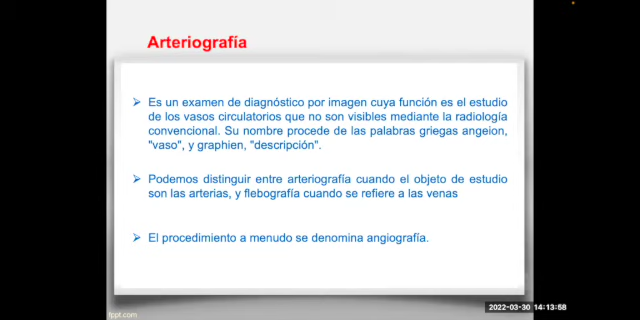 Arteriografía
➢ Es un examen de diagnóstico por imagen cuya función es el estudio
de los vasos circulatorios que no son visibles mediante la radiología
convencional. Su nombre procede de las palabras griegas angeion,
"vaso", y graphien, "descripción".
➢ Podemos distinguir entre arteriografía cuando el objeto de estudio
son las arterias, y flebografía cuando se refiere a las venas
➢ El procedimiento a menudo se denomina angiografía.
2022-03-30 14:13:58
fppt.com